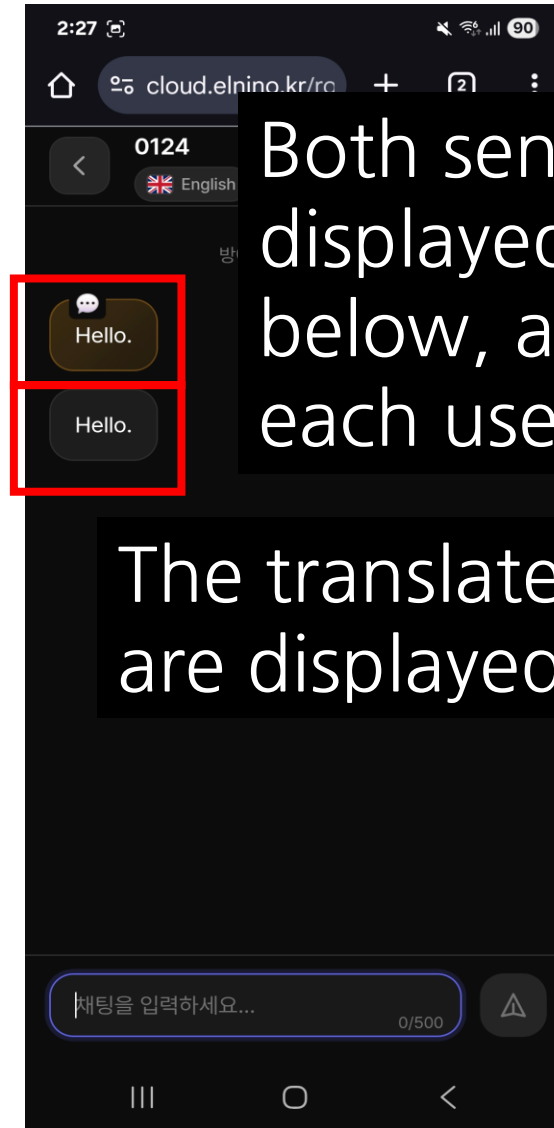 2:27
90
cloud.elnino.kr/ro
2
0124
English
Both sen
displayed
below, a
each use
Hello.
Hello.
The translate
are displayed
채팅을 입력하세요...
0/500